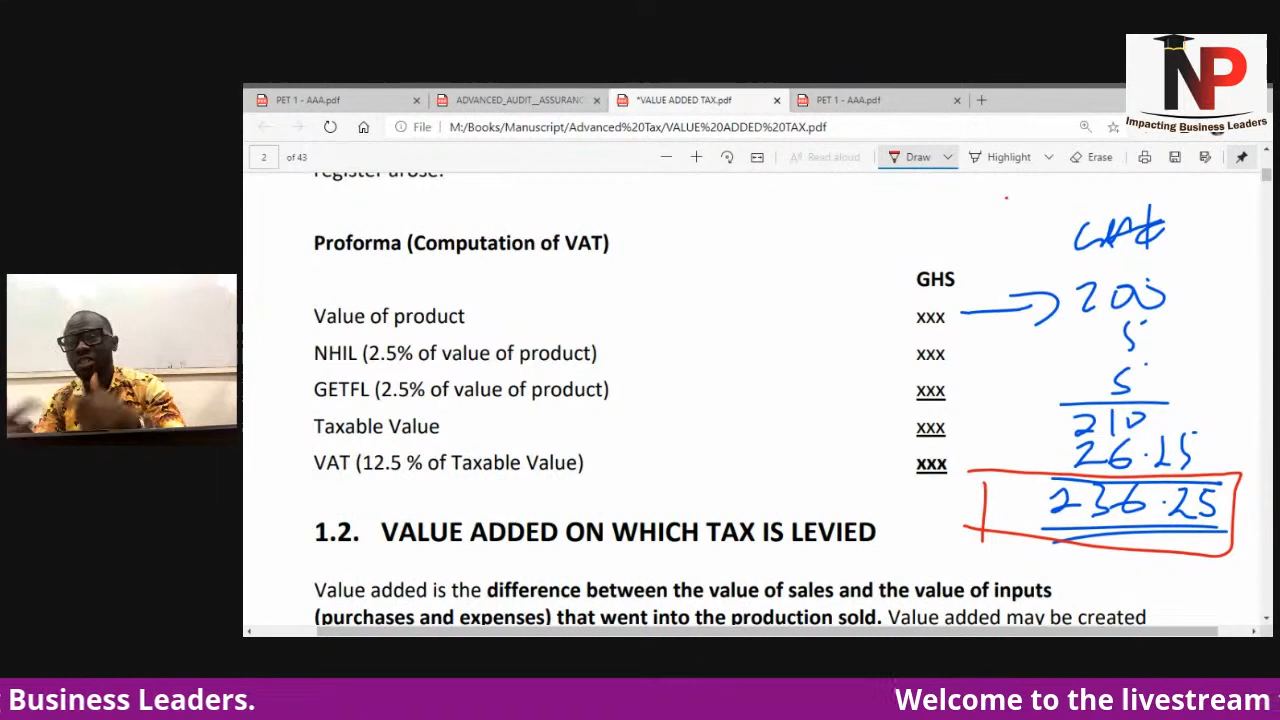 NP
Impacting Business Leaders
PET 1 - AAA.pdf
ADVANCED_AUDIT__ASSURANC
*VALUE ADDED TAX.pdf
PET 1 - AAA.pdf
File
M:/Books/Manuscript/Advanced%20Tax/VALUE%20ADDED%20TAX.pdf
2 of 43
Read aloud
Draw
Highlight
Erase
register arose.
Proforma (Computation of VAT)
GHS
GH¢
Value of product xxx 200
NHIL (2.5% of value of product) xxx 5
GETFL (2.5% of value of product) xxx 5
Taxable Value xxx 210
VAT (12.5 % of Taxable Value) xxx 26.25
236.25
1.2. VALUE ADDED ON WHICH TAX IS LEVIED
Value added is the difference between the value of sales and the value of inputs
(purchases and expenses) that went into the production sold. Value added may be created
Business Leaders.
Welcome to the livestream